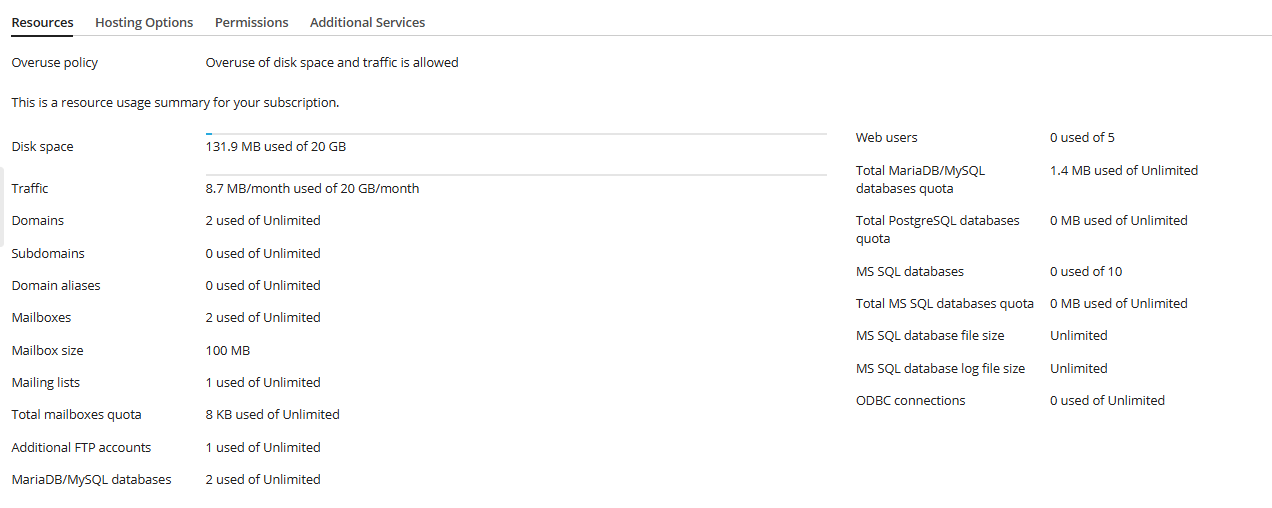 Resources Hosting Options Permissions Additional Services
Overuse policy Overuse of disk space and traffic is allowed
This is a resource usage summary for your subscription.
Disk space 131.9 MB used of 20 GB
Traffic 8.7 MB/month used of 20 GB/month
Domains 2 used of Unlimited
Subdomains 0 used of Unlimited
Domain aliases 0 used of Unlimited
Mailboxes 2 used of Unlimited
Mailbox size 100 MB
Mailing lists 1 used of Unlimited
Total mailboxes quota 8 KB used of Unlimited
Additional FTP accounts 1 used of Unlimited
MariaDB/MySQL databases 2 used of Unlimited
Web users 0 used of 5
Total MariaDB/MySQL 1.4 MB used of Unlimited
databases quota
Total PostgreSQL databases 0 MB used of Unlimited
quota
MS SQL databases 0 used of 10
Total MS SQL databases quota 0 MB used of Unlimited
MS SQL database file size Unlimited
MS SQL database log file size Unlimited
ODBC connections 0 used of Unlimited